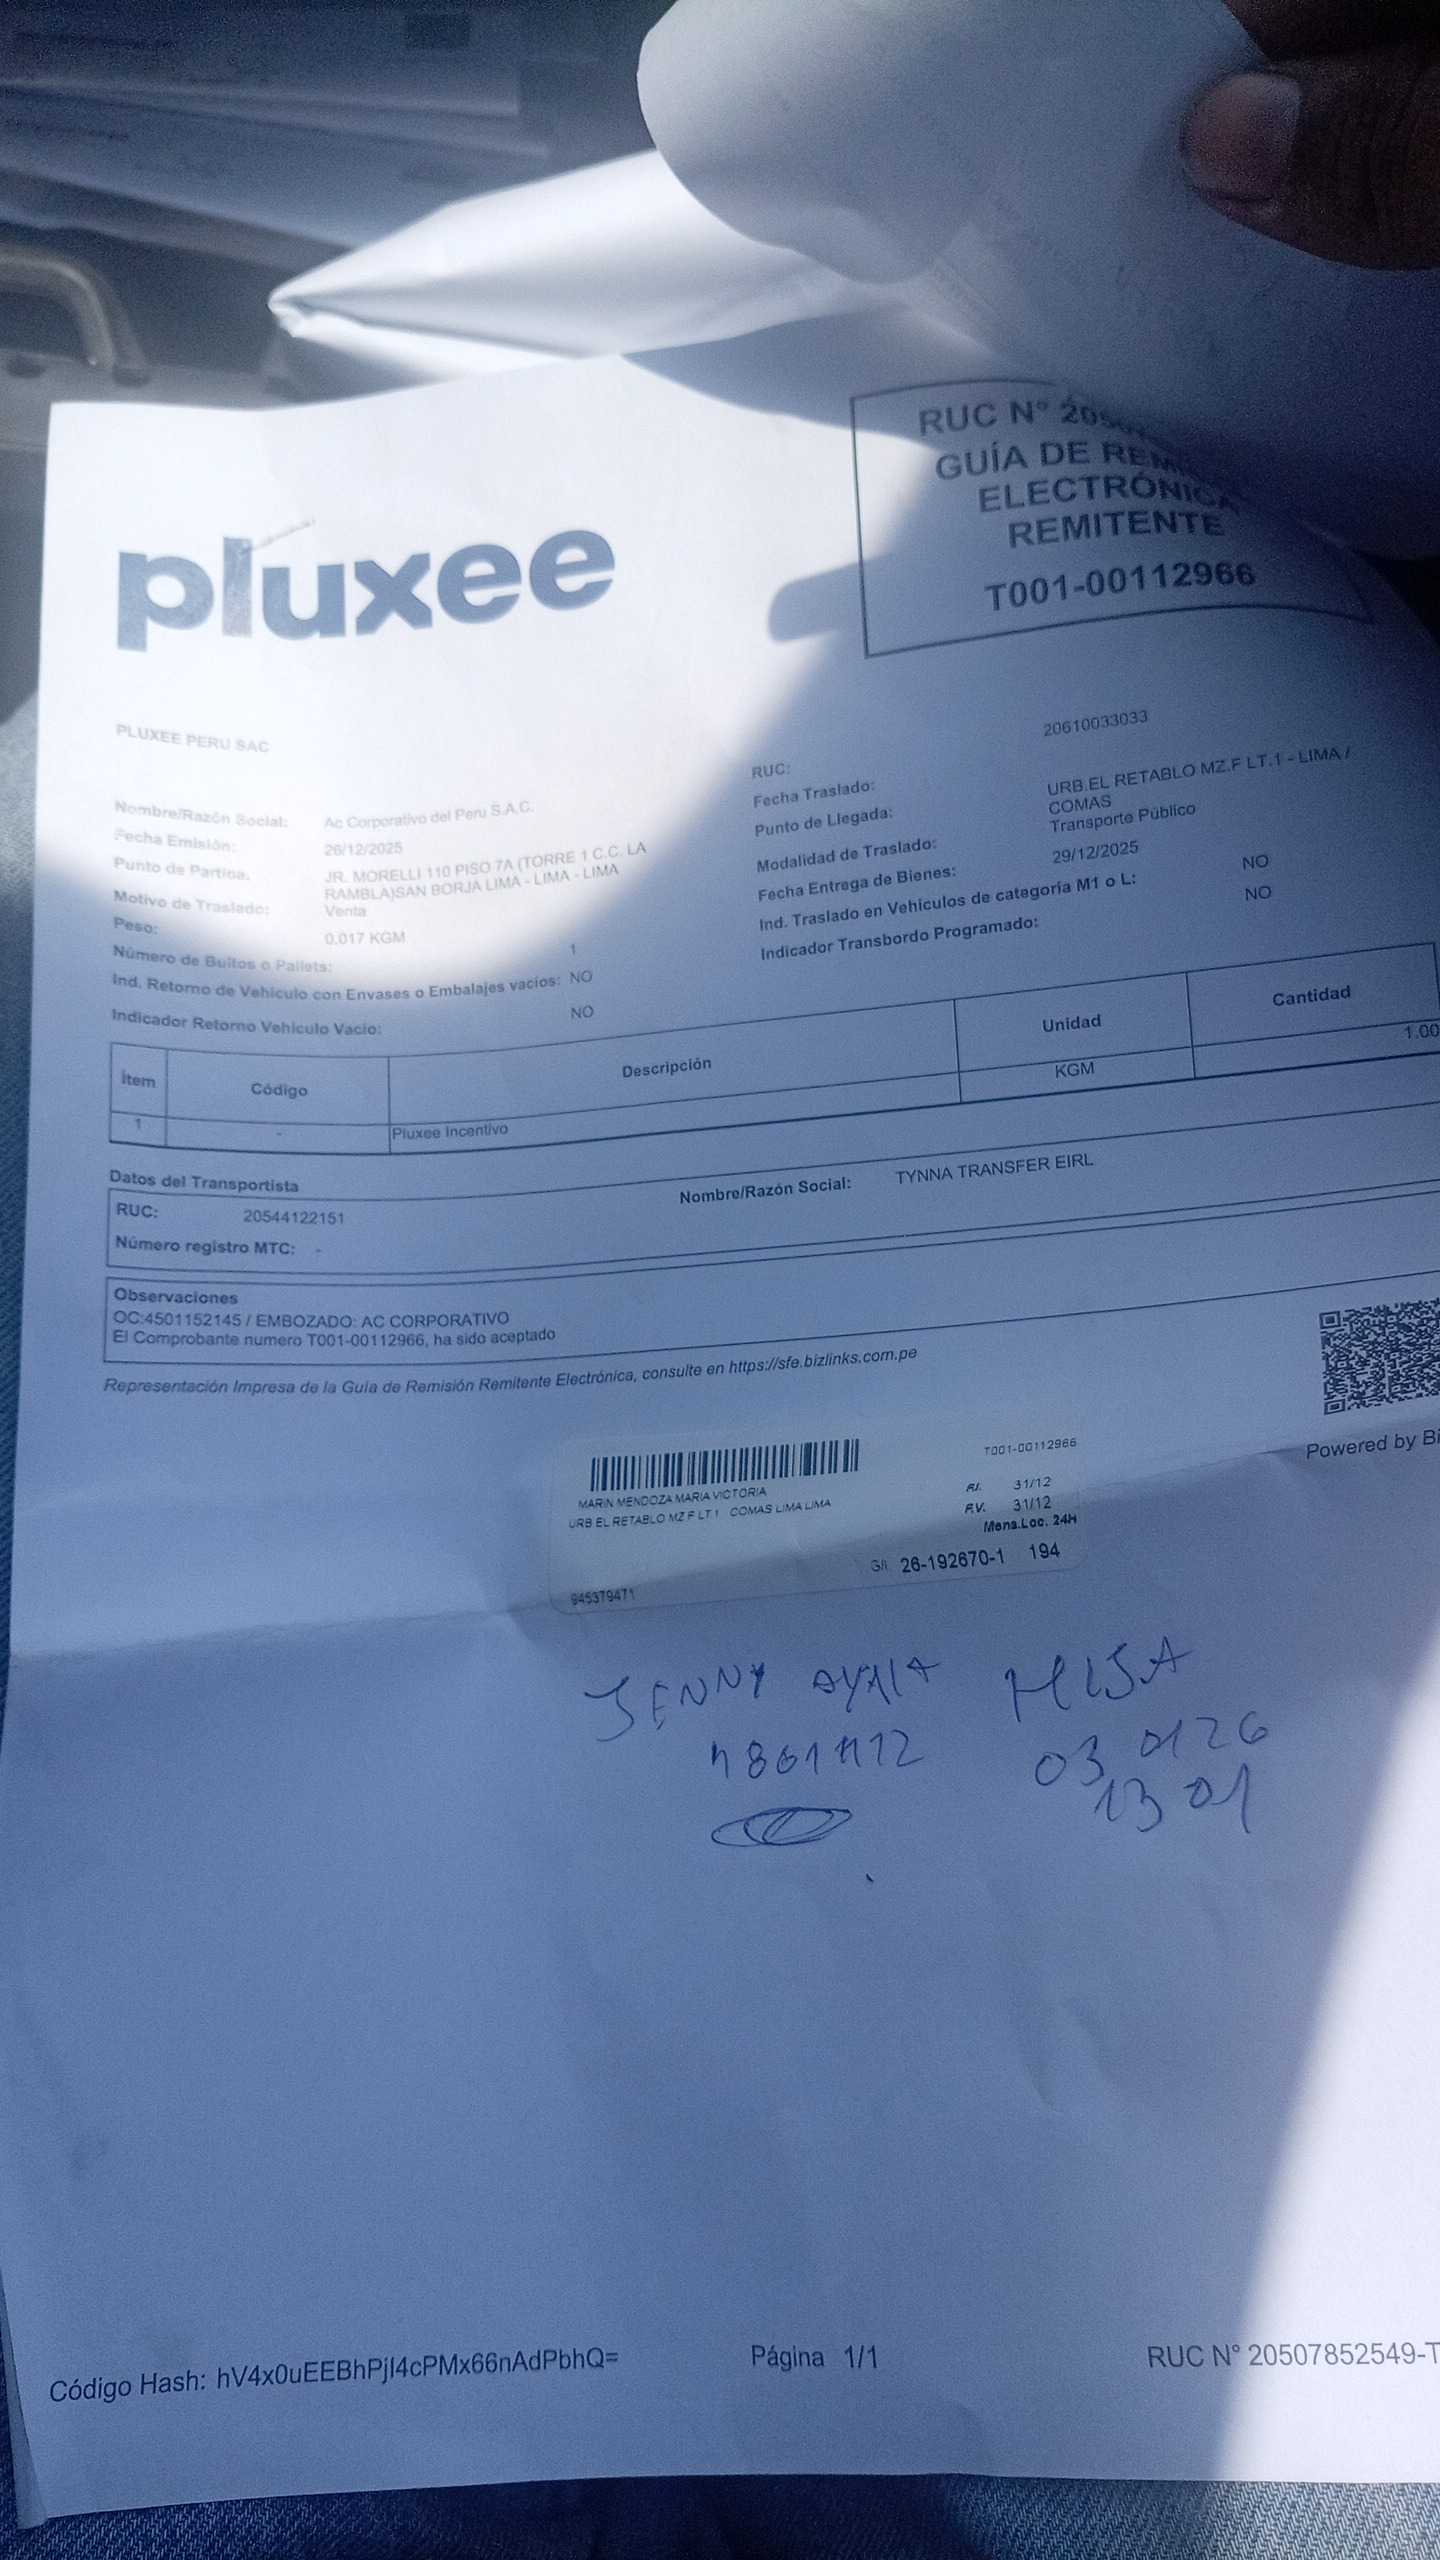 pluxee
RUC N° 205
GUÍA DE REM
ELECTRÓNICA
REMITENTE
T001-00112966
PLUXEE PERU SAC
Nombre/Razón Social: Ac Corporativo del Peru S.A.C.
Fecha Emisión: 26/12/2025
Punto de Partida: JR. MORELLI 110 PISO 7A (TORRE 1 C.C. LA
RAMBLA)SAN BORJA LIMA - LIMA - LIMA
Motivo de Traslado: Venta
Peso: 0.017 KGM
Número de Bultos o Pallets: 1
Ind. Retorno de Vehículo con Envases o Embalajes vacíos: NO
Indicador Retorno Vehículo Vacío: NO
RUC: 20610033033
Fecha Traslado:
Punto de Llegada: URB.EL RETABLO MZ.F LT.1 - LIMA /
COMAS
Modalidad de Traslado: Transporte Público
Fecha Entrega de Bienes: 29/12/2025
Ind. Traslado en Vehículos de categoría M1 o L: NO
Indicador Transbordo Programado: NO
Ítem Código Descripción Unidad Cantidad
1 - Pluxee Incentivo KGM 1.00
Datos del Transportista
RUC: 20544122151 Nombre/Razón Social: TYNNA TRANSFER EIRL
Número registro MTC: -
Observaciones
OC:4501152145 / EMBOZADO: AC CORPORATIVO
El Comprobante numero T001-00112966, ha sido aceptado
Representación Impresa de la Guía de Remisión Remitente Electrónica, consulte en https://sfe.bizlinks.com.pe
Powered by Bi
T001-00112966
MARIN MENDOZA MARIA VICTORIA
URB EL RETABLO MZ F LT 1 COMAS LIMA LIMA
P.I. 31/12
P.V. 31/12
Mens.Loc. 24H
G/I. 26-192670-1 194
945379471
JENNY AYALA MISA
03 01 26
13 01
Código Hash: hV4x0uEEBhPjI4cPMx66nAdPbhQ=
Página 1/1
RUC N° 20507852549-T